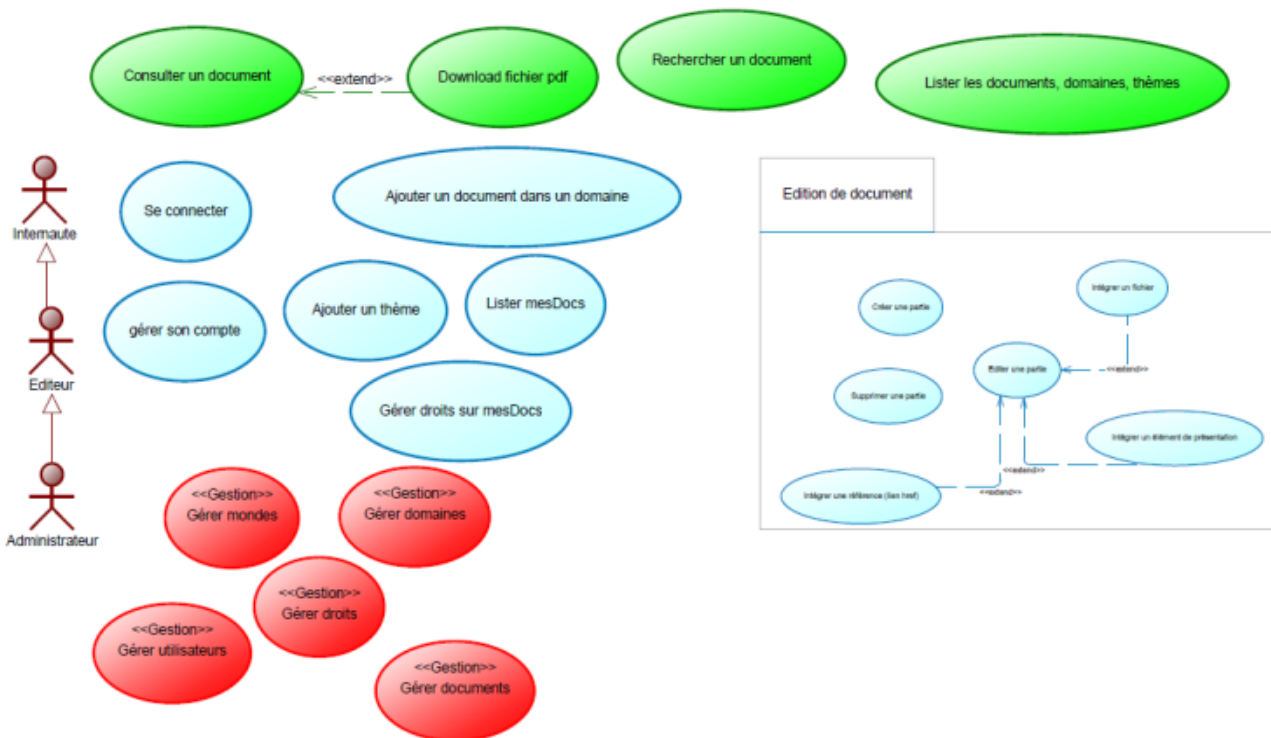 Consulter un document
<<extend>>
Download fichier pdf
Rechercher un document
Lister les documents, domaines, thèmes
Internaute
Se connecter
Ajouter un document dans un domaine
Edition de document
gérer son compte
Ajouter un thème
Lister mesDocs
Editeur
Gérer droits sur mesDocs
Créer une partie
Intégrer un fichier
Editer une partie
<<extend>>
Supprimer une partie
Intégrer un élément de présentation
<<extend>>
Intégrer une référence (lien href)
<<extend>>
Administrateur
<<Gestion>>
Gérer mondes
<<Gestion>>
Gérer domaines
<<Gestion>>
Gérer droits
<<Gestion>>
Gérer utilisateurs
<<Gestion>>
Gérer documents